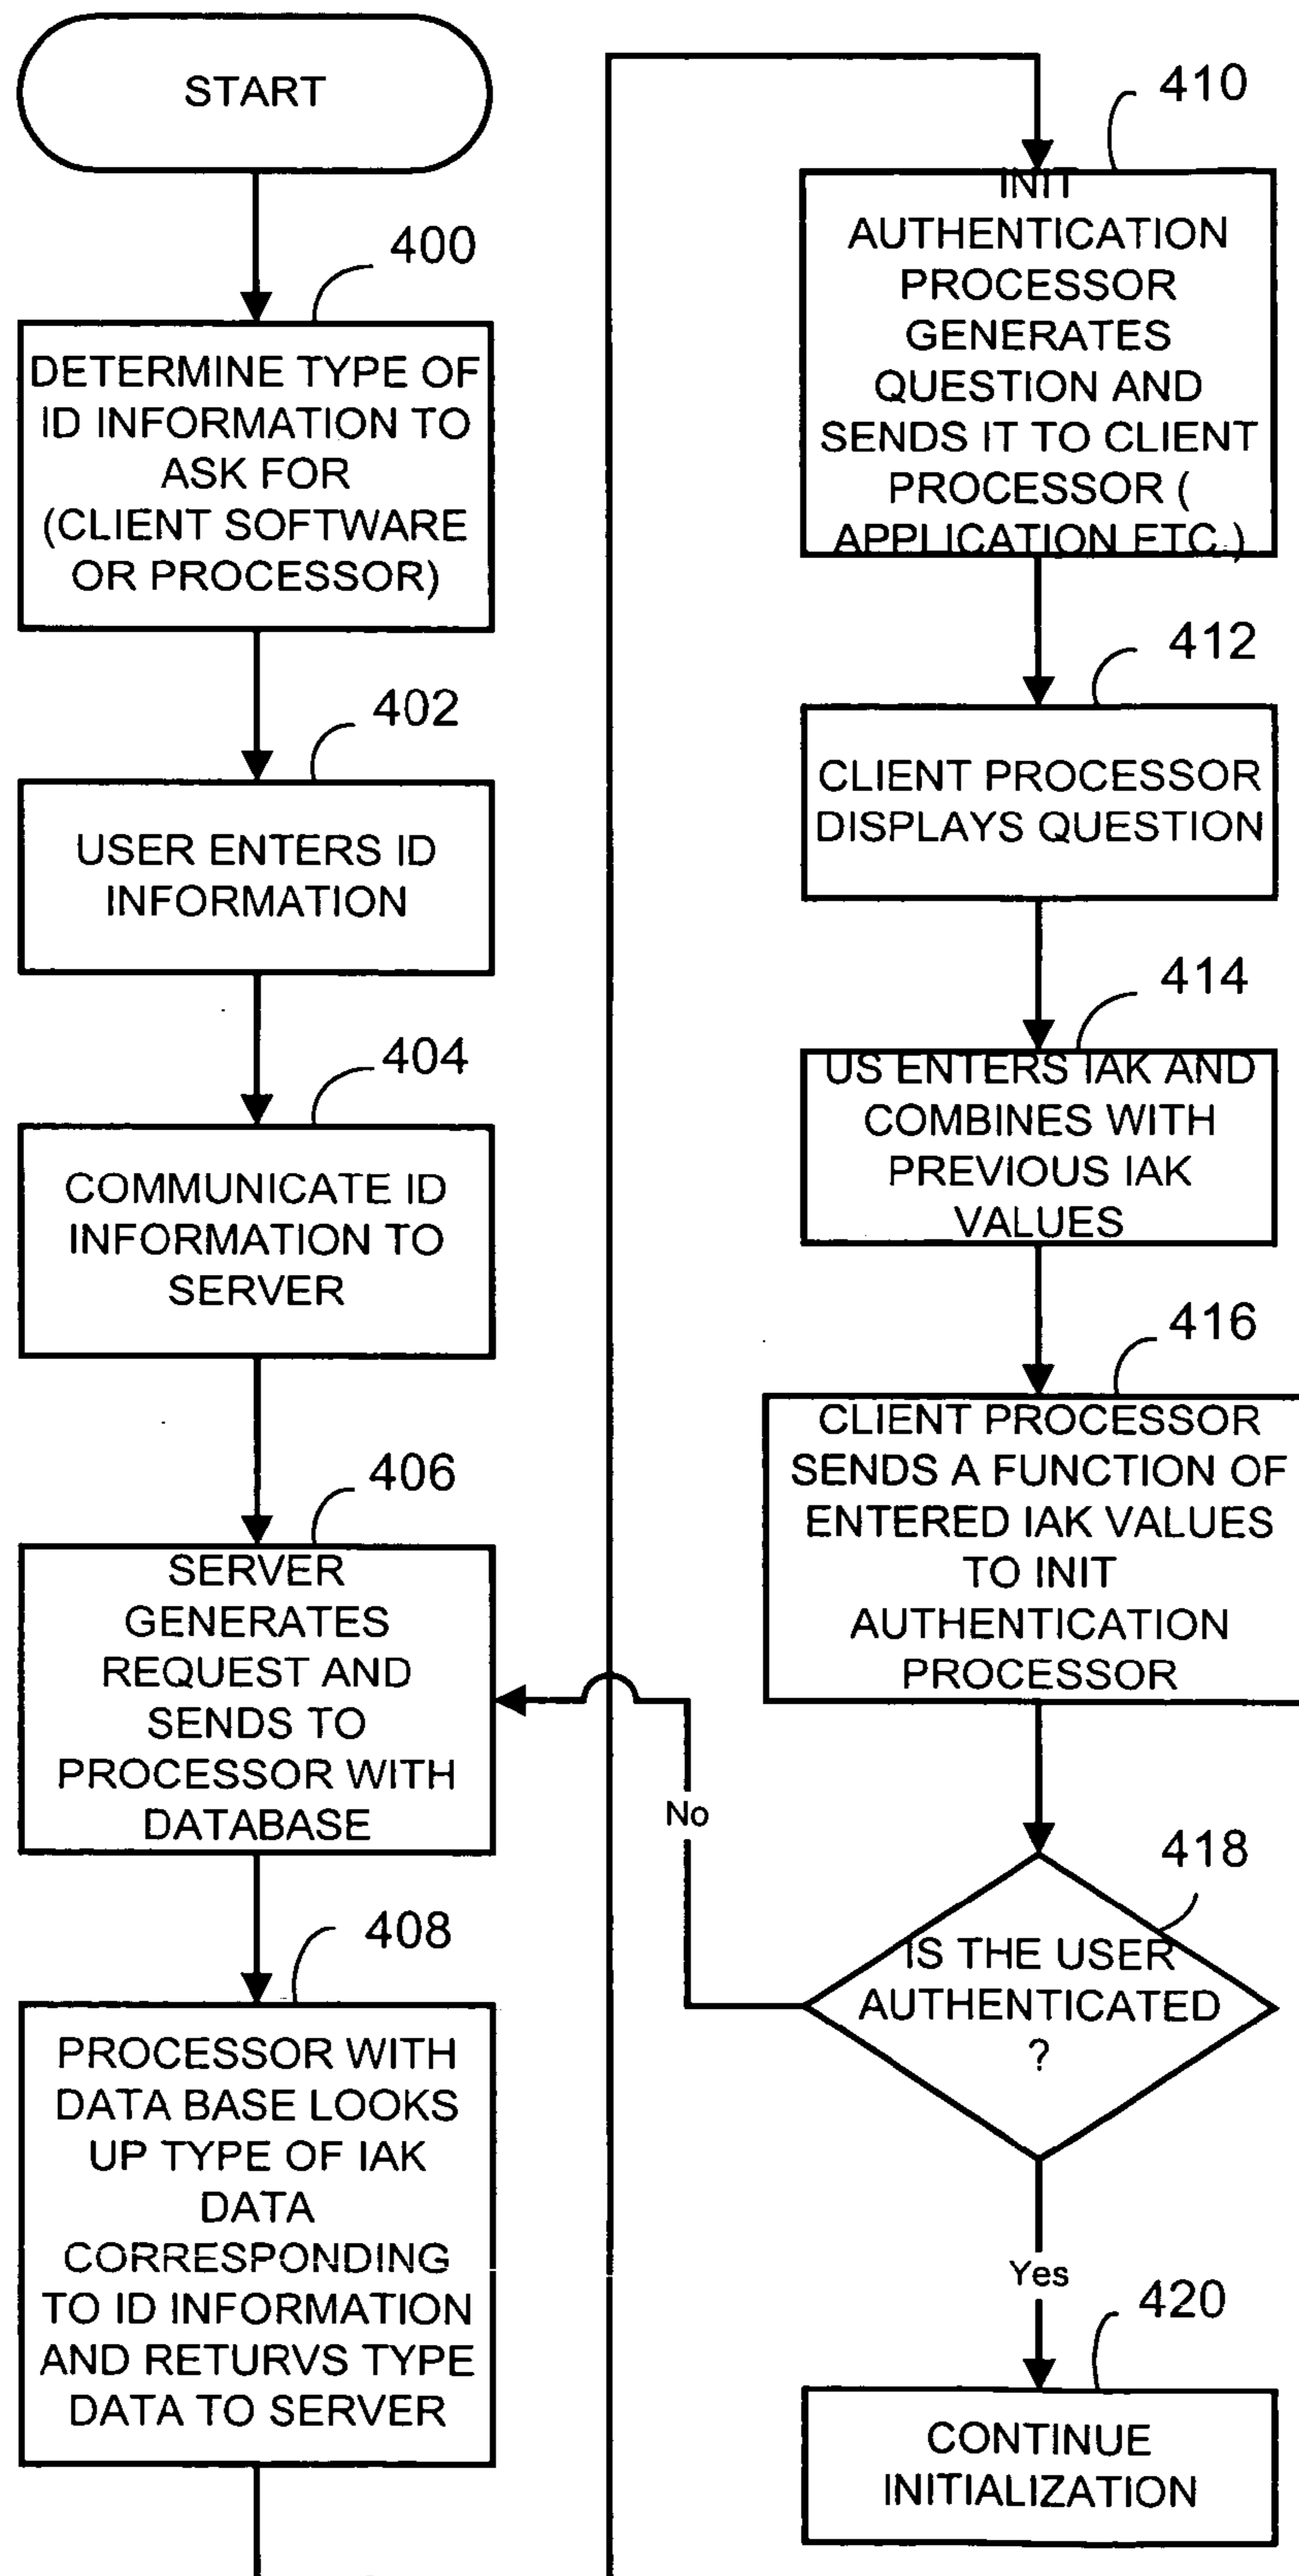 START
400
DETERMINE TYPE OF
ID INFORMATION TO
ASK FOR
(CLIENT SOFTWARE
OR PROCESSOR)
402
USER ENTERS ID
INFORMATION
404
COMMUNICATE ID
INFORMATION TO
SERVER
406
SERVER
GENERATES
REQUEST AND
SENDS TO
PROCESSOR WITH
DATABASE
408
PROCESSOR WITH
DATA BASE LOOKS
UP TYPE OF IAK
DATA
CORRESPONDING
TO ID INFORMATION
AND RETURVS TYPE
DATA TO SERVER
410
INIT
AUTHENTICATION
PROCESSOR
GENERATES
QUESTION AND
SENDS IT TO CLIENT
PROCESSOR (
APPLICATION ETC.)
412
CLIENT PROCESSOR
DISPLAYS QUESTION
414
US ENTERS IAK AND
COMBINES WITH
PREVIOUS IAK
VALUES
416
CLIENT PROCESSOR
SENDS A FUNCTION OF
ENTERED IAK VALUES
TO INIT
AUTHENTICATION
PROCESSOR
418
IS THE USER
AUTHENTICATED
?
No
Yes
420
CONTINUE
INITIALIZATION